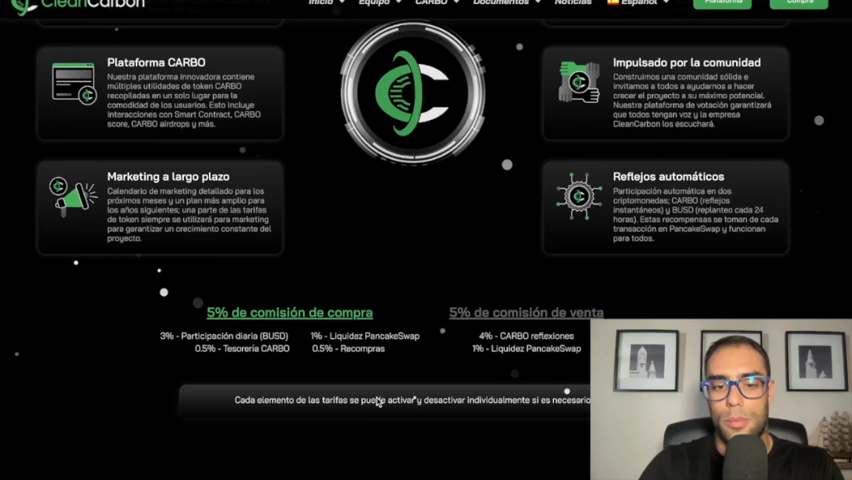 CleanCarbon
Inicio
Equipo
CARBO
Documentos
Noticias
Español
Plataforma
Compra
Plataforma CARBO
Nuestra plataforma innovadora contiene
múltiples utilidades de token CARBO
recopiladas en un solo lugar para la
comodidad de los usuarios. Esto incluye
interacciones con Smart Contract, CARBO
score, CARBO airdrops y más.
Impulsado por la comunidad
Construimos una comunidad sólida e
invitamos a todos a ayudarnos a hacer
crecer el proyecto a su máximo potencial.
Nuestra plataforma de votación garantizará
que todos tengan voz y la empresa
CleanCarbon los escuchará.
Marketing a largo plazo
Calendario de marketing detallado para los
próximos meses y un plan más amplio para
los años siguientes; una parte de las tarifas
de token siempre se utilizará para marketing
para garantizar un crecimiento constante del
proyecto.
Reflejos automáticos
Participación automática en dos
criptomonedas; CARBO (reflejos
instantáneos) y BUSD (replanteo cada 24
horas). Estas recompensas se toman de cada
transacción en PancakeSwap y funcionan
para todos.
5% de comisión de compra
3% - Participación diaria (BUSD)
1% - Liquidez PancakeSwap
0.5% - Tesorería CARBO
0.5% - Recompras
5% de comisión de venta
4% - CARBO reflexiones
1% - Liquidez PancakeSwap
Cada elemento de las tarifas se puede activar y desactivar individualmente si es necesario